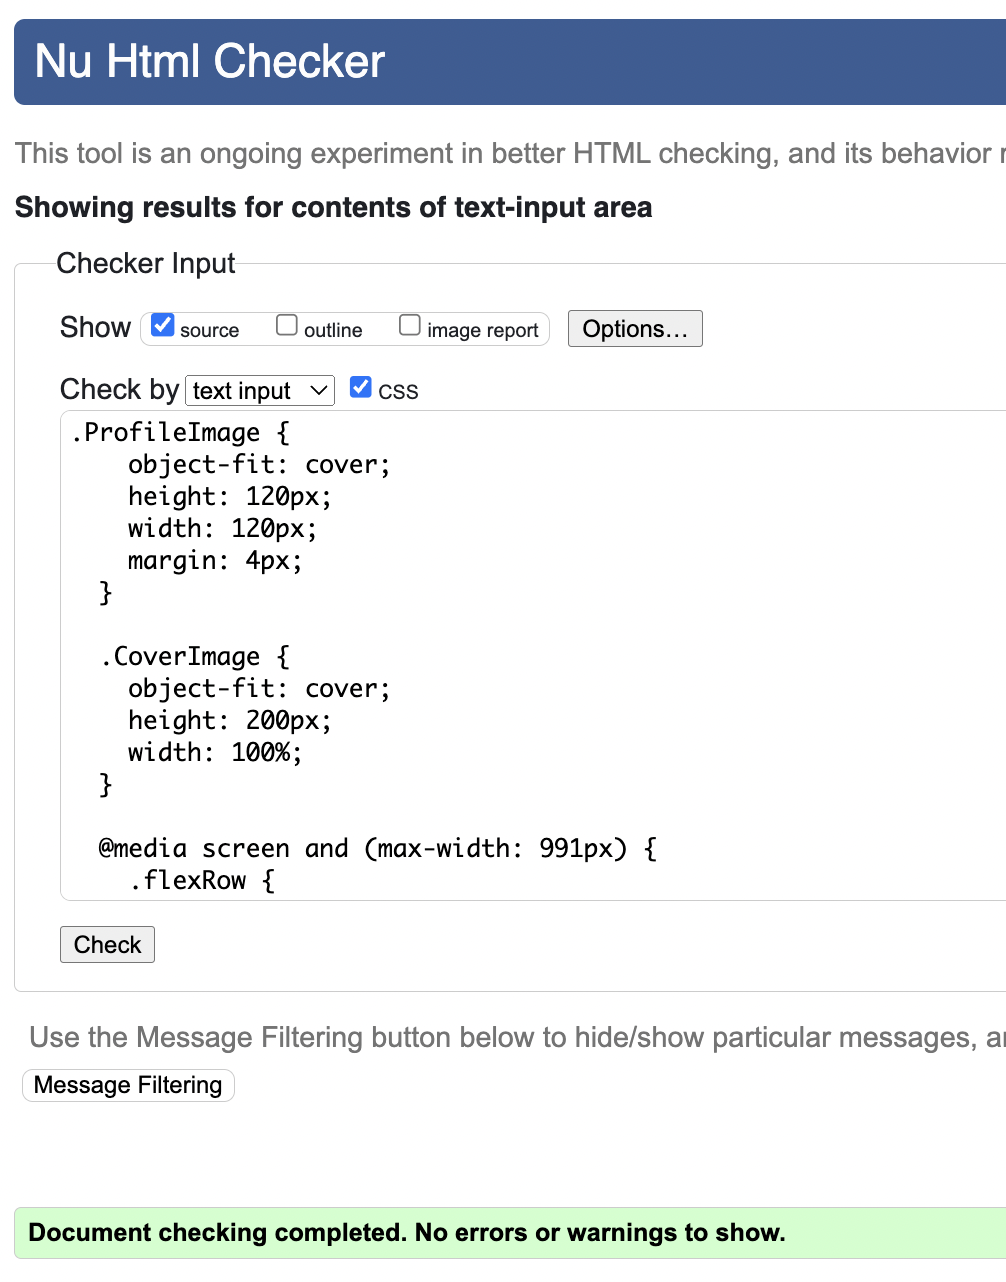 Nu Html Checker
This tool is an ongoing experiment in better HTML checking, and its behavior
Showing results for contents of text-input area
Checker Input
Show source outline image report Options...
Check by text input CSS
.ProfileImage {
object-fit: cover;
height: 120px;
width: 120px;
margin: 4px;
}
.CoverImage {
object-fit: cover;
height: 200px;
width: 100%;
}
@media screen and (max-width: 991px) {
.flexRow {
Check
Use the Message Filtering button below to hide/show particular messages,
Message Filtering
Document checking completed. No errors or warnings to show.